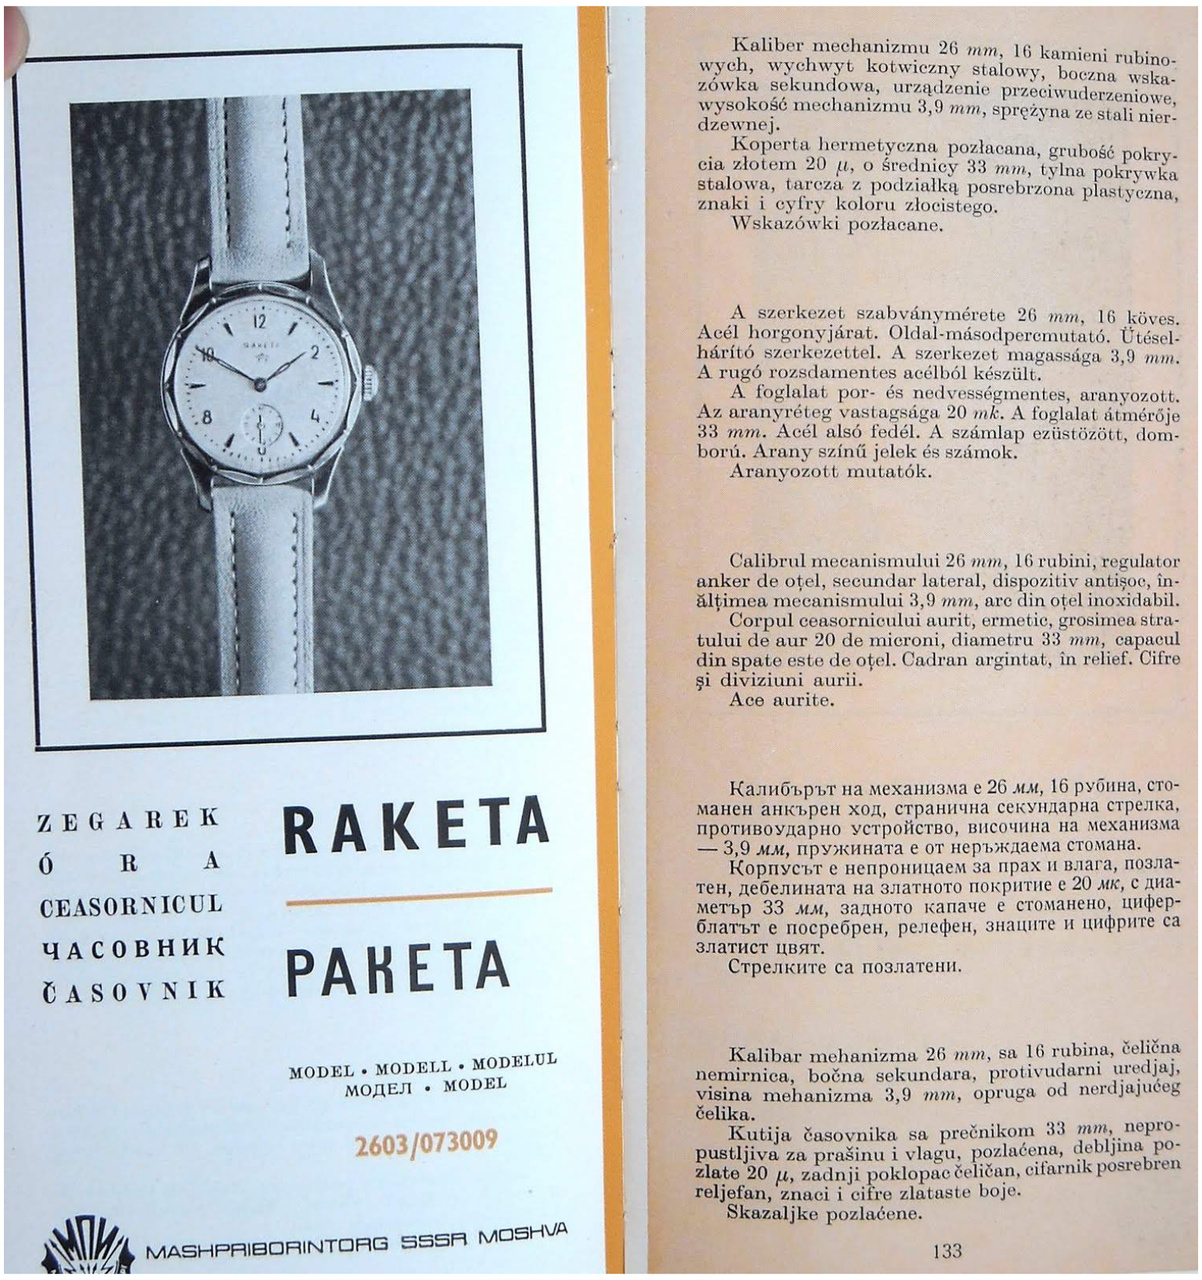 12
2
4
8
10
RAKETA
ZEGAREK
ÓRA
CEASORNICUL
ЧАСОВНИК
ČASOVNIK
RAKETA
РАКЕТА
MODEL • MODELL • MODELUL
МОДЕЛ • MODEL
2603/073009
МПИ
MASHPRIBORINTORG SSSR MOSHVA
Kaliber mechanizmu 26 mm, 16 kamieni rubino-
wych, wychwyt kotwiczny stalowy, boczna wska-
zówka sekundowa, urządzenie przeciwuderzeniowe,
wysokość mechanizmu 3,9 mm, sprężyna ze stali nier-
dzewnej.
Koperta hermetyczna pozłacana, grubość pokry-
cia złotem 20 μ, o średnicy 33 mm, tylna pokrywka
stalowa, tarcza z podziałką posrebrzona plastyczna,
znaki i cyfry koloru złocistego.
Wskazówki pozłacane.
A szerkezet szabványmérete 26 mm, 16 köves.
Acél horgonyjárat. Oldal-másodpercmutató. Ütésel-
hárító szerkezettel. A szerkezet magassága 3,9 mm.
A rugó rozsdamentes acélból készült.
A foglalat por- és nedvességmentes, aranyozott.
Az aranyréteg vastagsága 20 mk. A foglalat átmérője
33 mm. Acél alsó fedél. A számlap ezüstözött, dom-
ború. Arany színű jelek és számok.
Aranyozott mutatók.
Calibrul mecanismului 26 mm, 16 rubini, regulator
anker de oțel, secundar lateral, dispozitiv antișoc, în-
ălțimea mecanismului 3,9 mm, arc din oțel inoxidabil.
Corpul ceasornicului aurit, ermetic, grosimea stra-
tului de aur 20 de microni, diametru 33 mm, capacul
din spate este de oțel. Cadran argintat, în relief. Cifre
și diviziuni aurii.
Ace aurite.
Калибърът на механизма е 26 мм, 16 рубина, сто-
манен анкърен ход, странична секундарна стрелка,
противоударно устройство, височина на механизма
— 3,9 мм, пружината е от неръждаема стомана.
Корпусът е непроницаем за прах и влага, позла-
тен, дебелината на златното покритие е 20 мк, с диа-
метър 33 мм, задното капаче е стоманено, цифер-
блатът е посребрен, релефен, знаците и цифрите са
златист цвят.
Стрелките са позлатени.
Kalibar mehanizma 26 mm, sa 16 rubina, čelična
nemirnica, bočna sekundara, protivudarni uredjaj,
visina mehanizma 3,9 mm, opruga od nerdjajućeg
čelika.
Kutija časovnika sa prečnikom 33 mm, nepro-
pustljiva za prašinu i vlagu, pozlaćena, debljina po-
zlate 20 μ, zadnji poklopac čeličan, cifarnik posrebren
reljefan, znaci i cifre zlataste boje.
Skazaljke pozlaćene.
133